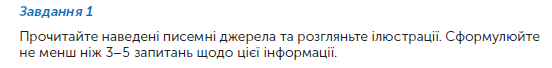 Завдання 1
Прочитайте наведені писемні джерела та розгляньте ілюстрації. Сформулюйте
не менш ніж 3–5 запитань щодо цієї інформації.